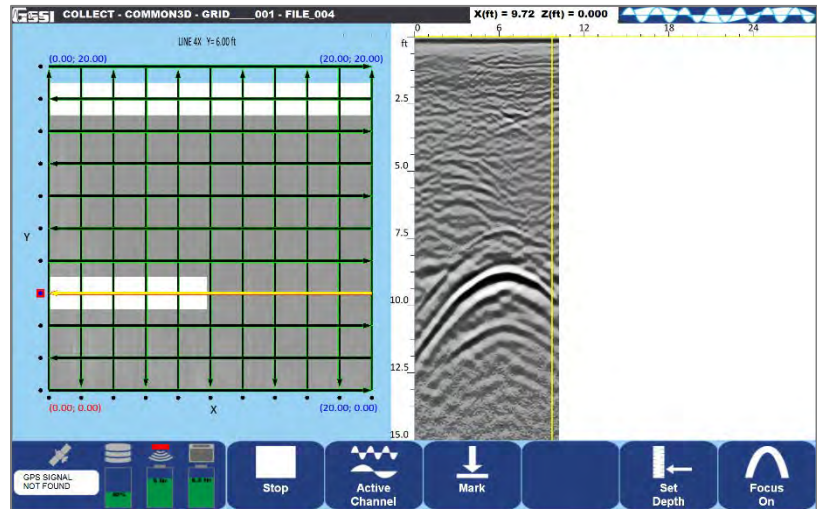 GSSI COLLECT - COMMON3D - GRID____001 - FILE_004
X(ft) = 9.72 Z(ft) = 0.000
LINE 4X Y= 6.00 ft
(0.00; 20.00)
(20.00; 20.00)
Y
(0.00; 0.00)
X
(20.00; 0.00)
0 6 12 18 24
ft
2.5
5.0
7.5
10.0
12.5
15.0
GPS SIGNAL
NOT FOUND
Stop
Active
Channel
Mark
Set
Depth
Focus
On